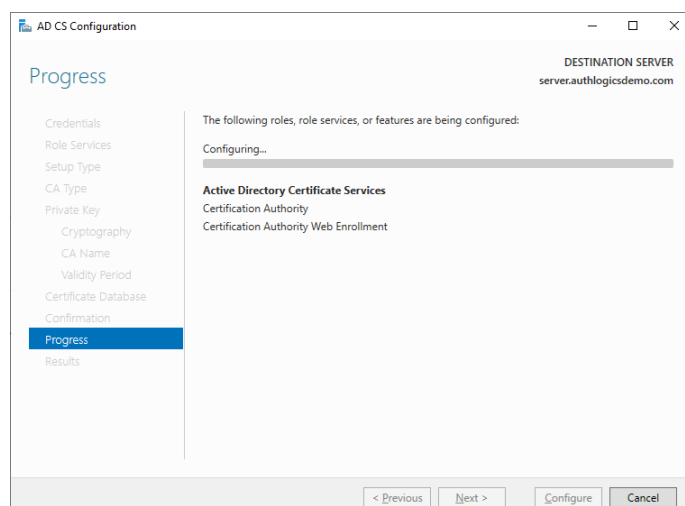 AD CS Configuration
Progress
DESTINATION SERVER
server.authlogicsdemo.com
Credentials
Role Services
Setup Type
CA Type
Private Key
Cryptography
CA Name
Validity Period
Certificate Database
Confirmation
Progress
Results
The following roles, role services, or features are being configured:
Configuring...
Active Directory Certificate Services
Certification Authority
Certification Authority Web Enrollment
< Previous
Next >
Configure
Cancel